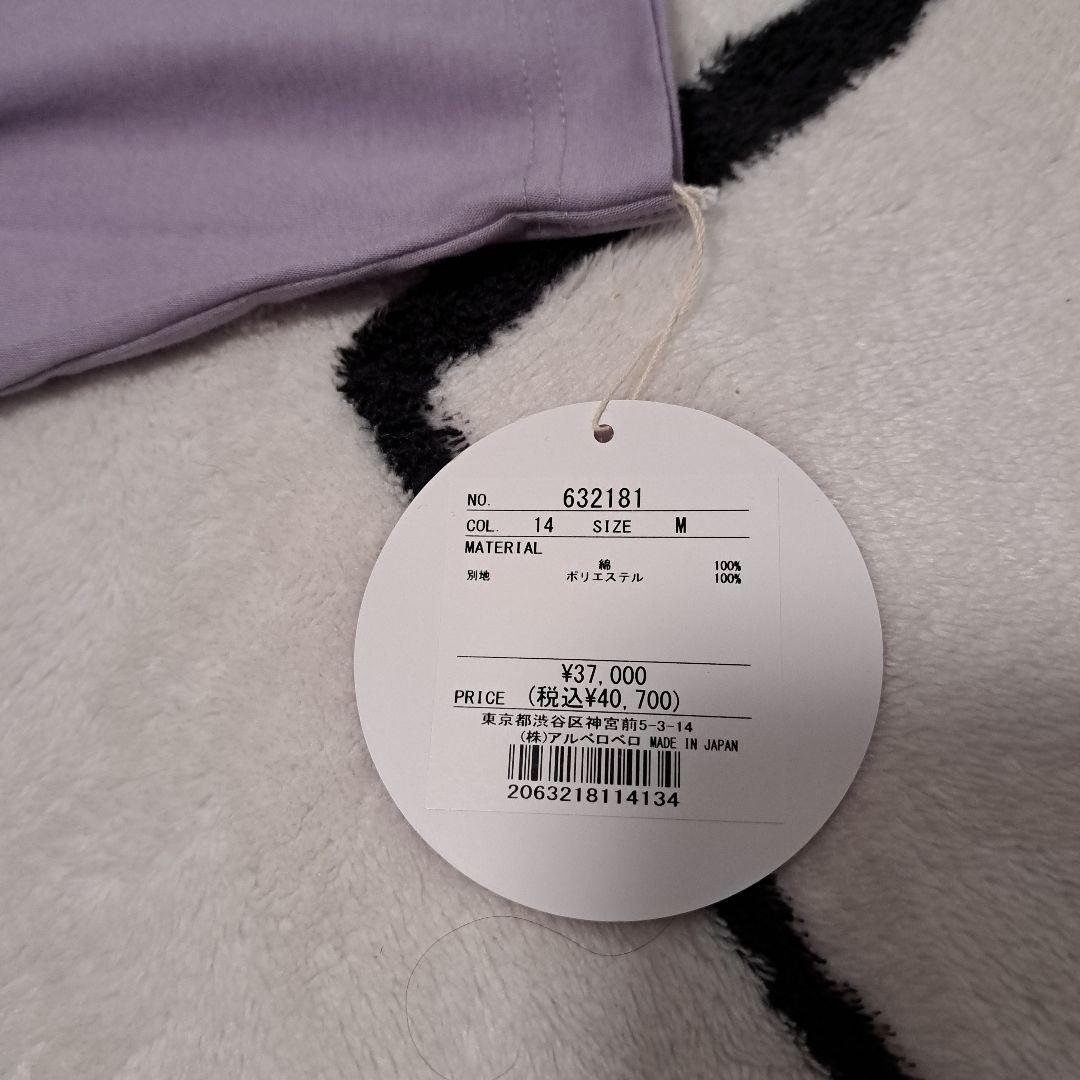 NO. 632181
COL. 14 SIZE M
MATERIAL
綿 100%
別地 ポリエステル 100%
¥37,000
PRICE (税込¥40,700)
東京都渋谷区神宮前5-3-14
(株)アルベロベロ MADE IN JAPAN
2063218114134